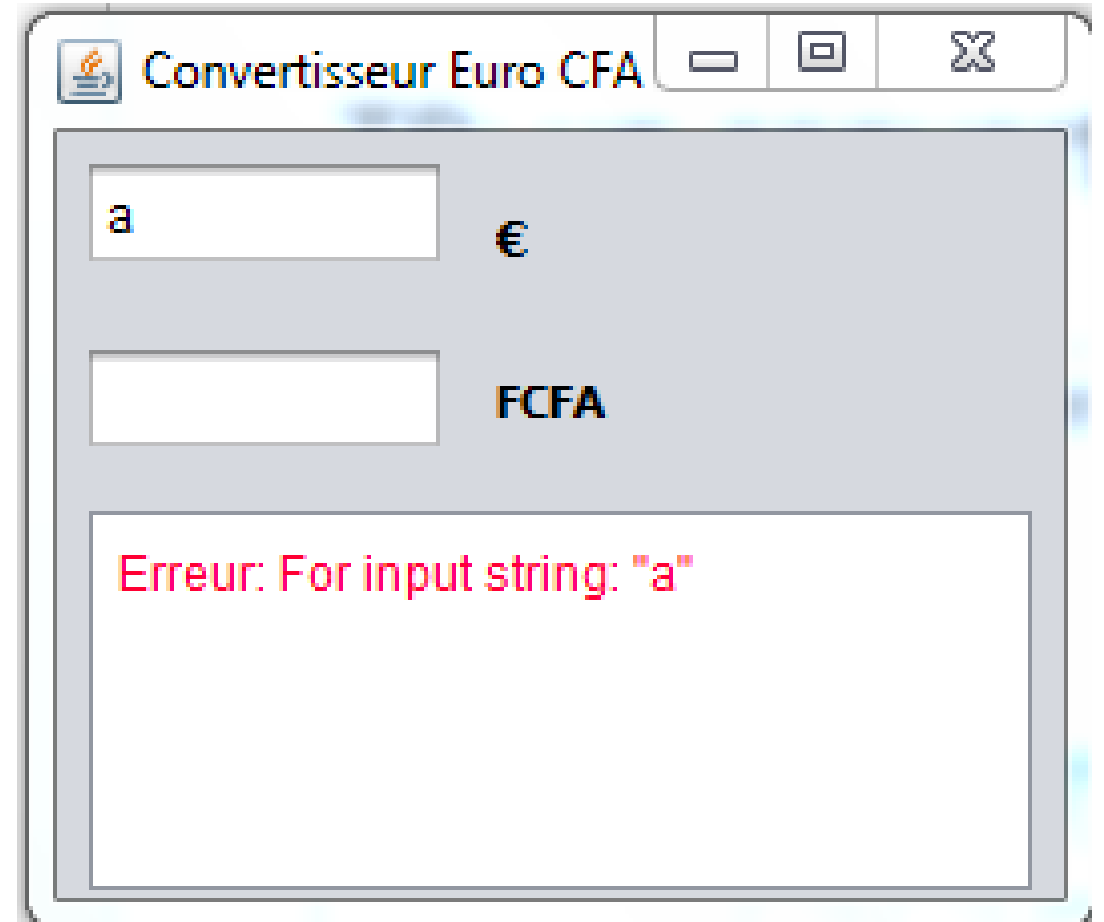 Convertisseur Euro CFA
a
€
FCFA
Erreur: For input string: "a"